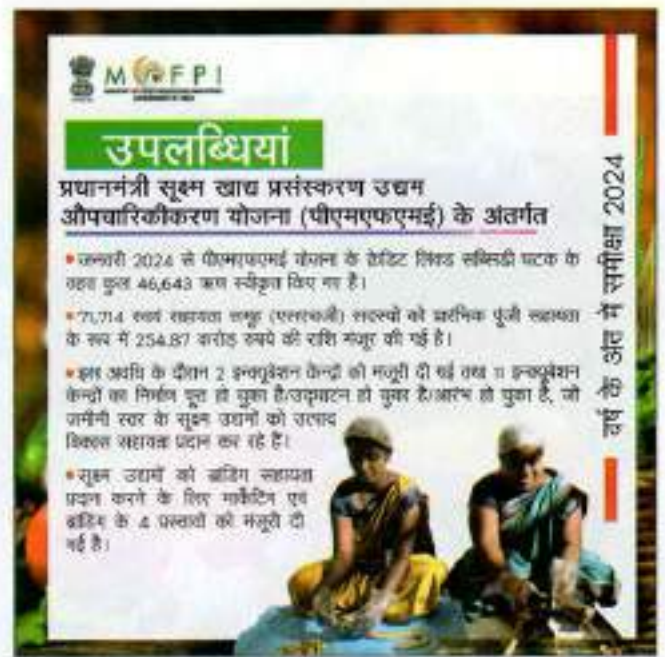 MOFPI
उपलब्धियां
प्रधानमंत्री सूक्ष्म खाद्य प्रसंस्करण उद्यम
औपचारिकीकरण योजना (पीएमएफएमई) के अंतर्गत
•जनवरी 2024 से पीएमएफएमई योजना के क्रेडिट लिंक्ड सब्सिडी घटक के
तहत कुल 46,643 ऋण स्वीकृत किए गए है।
•71,714 स्वयं सहायता समूह (एसएचजी) सदस्यों को प्रारंभिक पूंजी सहायता
के रूप में 254.87 करोड़ रुपये की राशि मंजूर की गई है।
•इस अवधि के दौरान 2 इन्क्यूबेशन केन्द्रों को मंजूरी दी गई तथा 11 इन्क्यूबेशन
केन्द्रों का निर्माण पूरा हो चुका है/उद्घाटन हो चुका है/आरंभ हो चुका है, जो
जमीनी स्तर के सूक्ष्म उद्यमों को उत्पाद
विकास सहायता प्रदान कर रहे हैं।
•सूक्ष्म उद्यमों को ब्रांडिंग सहायता
प्रदान करने के लिए मार्केटिंग एवं
ब्रांडिंग के 4 प्रस्तावों को मंजूरी दी
गई है।
वर्ष के अंत में समीक्षा 2024